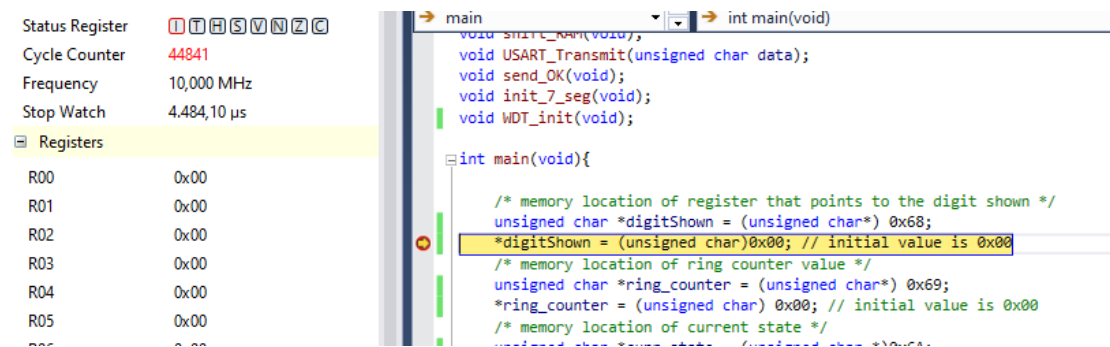 Status Register I T H S V N Z C
Cycle Counter 44841
Frequency 10,000 MHz
Stop Watch 4.484,10 µs
Registers
R00 0x00
R01 0x00
R02 0x00
R03 0x00
R04 0x00
R05 0x00
main int main(void)
void shift_RAM(void);
void USART_Transmit(unsigned char data);
void send_OK(void);
void init_7_seg(void);
void WDT_init(void);
int main(void){
/* memory location of register that points to the digit shown */
unsigned char *digitShown = (unsigned char*) 0x68;
*digitShown = (unsigned char)0x00; // initial value is 0x00
/* memory location of ring counter value */
unsigned char *ring_counter = (unsigned char*) 0x69;
*ring_counter = (unsigned char) 0x00; // initial value is 0x00
/* memory location of current state */